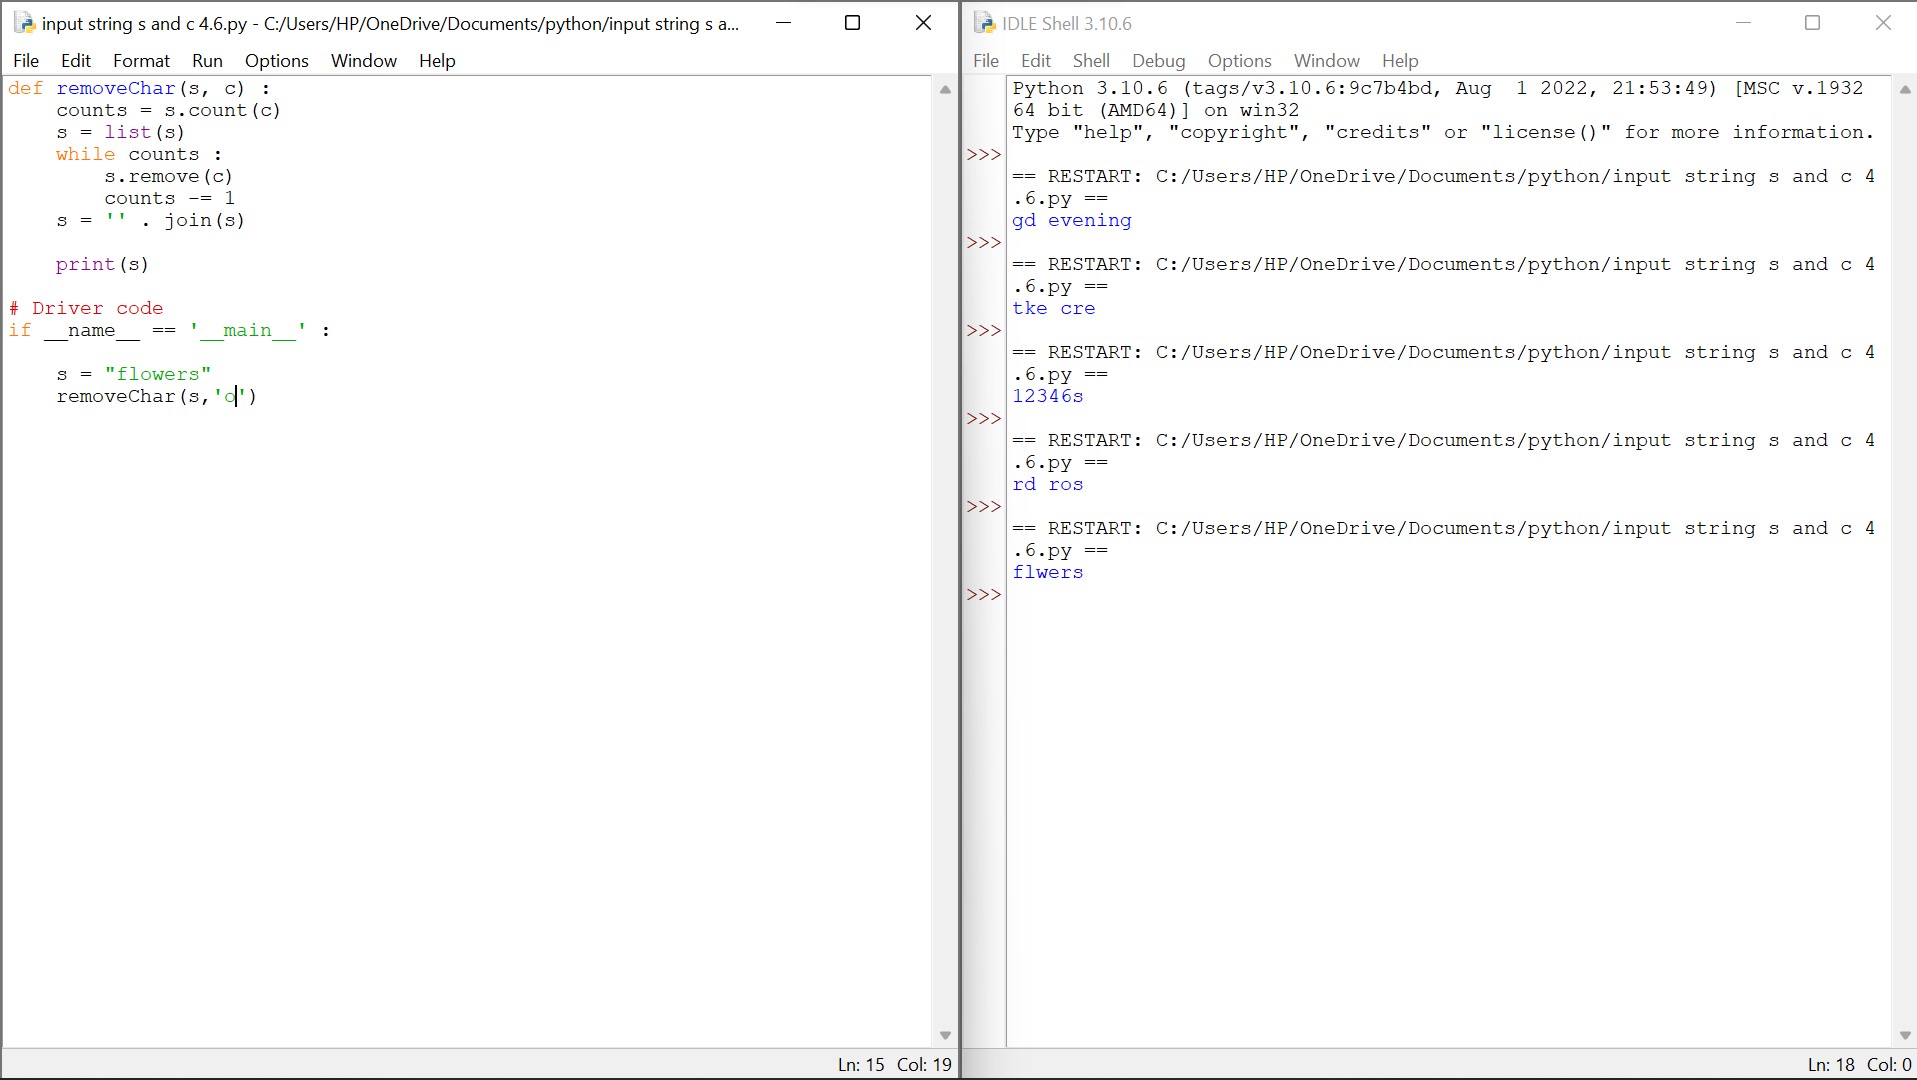 input string s and c 4.6.py - C:/Users/HP/OneDrive/Documents/python/input string s a...
File Edit Format Run Options Window Help
def removeChar(s, c) :
    counts = s.count(c)
    s = list(s)
    while counts :
        s.remove(c)
        counts -= 1
    s = '' . join(s)
    print(s)
# Driver code
if __name__ == '__main__' :
    s = "flowers"
    removeChar(s,'o')
Ln: 15 Col: 19
IDLE Shell 3.10.6
File Edit Shell Debug Options Window Help
Python 3.10.6 (tags/v3.10.6:9c7b4bd, Aug  1 2022, 21:53:49) [MSC v.1932
64 bit (AMD64)] on win32
Type "help", "copyright", "credits" or "license()" for more information.
>>>
== RESTART: C:/Users/HP/OneDrive/Documents/python/input string s and c 4
.6.py ==
gd evening
>>>
== RESTART: C:/Users/HP/OneDrive/Documents/python/input string s and c 4
.6.py ==
tke cre
>>>
== RESTART: C:/Users/HP/OneDrive/Documents/python/input string s and c 4
.6.py ==
12346s
>>>
== RESTART: C:/Users/HP/OneDrive/Documents/python/input string s and c 4
.6.py ==
rd ros
>>>
== RESTART: C:/Users/HP/OneDrive/Documents/python/input string s and c 4
.6.py ==
flwers
>>>
Ln: 18 Col: 0